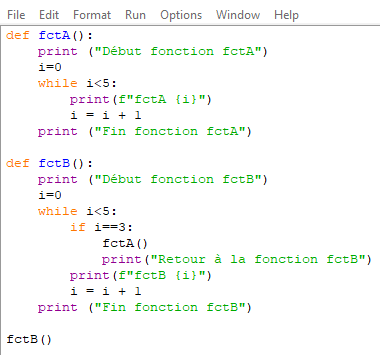 File Edit Format Run Options Window Help
def fctA():
    print ("Début fonction fctA")
    i=0
    while i<5:
        print(f"fctA {i}")
        i = i + 1
    print ("Fin fonction fctA")

def fctB():
    print ("Début fonction fctB")
    i=0
    while i<5:
        if i==3:
            fctA()
            print("Retour à la fonction fctB")
        print(f"fctB {i}")
        i = i + 1
    print ("Fin fonction fctB")

fctB()